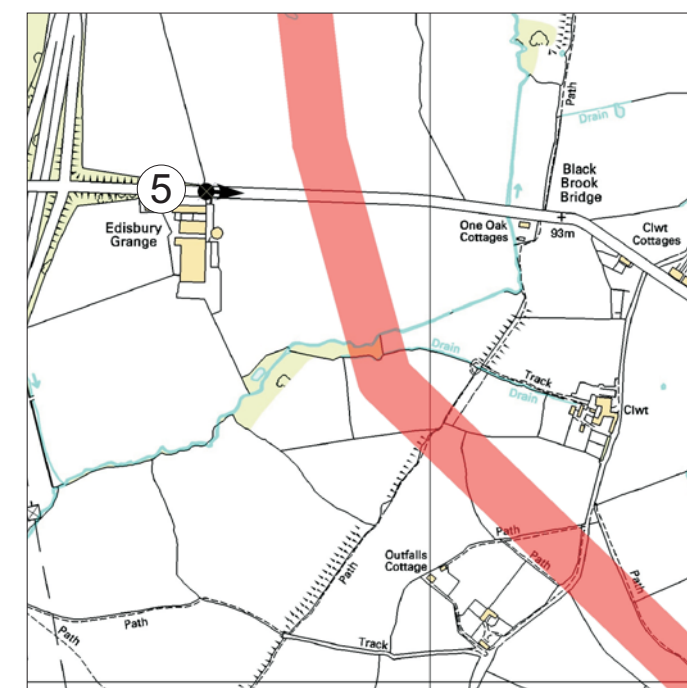 Path
Drain
5
Black
Brook
Bridge
Edisbury
Grange
One Oak
Cottages
93m
Clwt
Cottages
Drain
Track
Drain
Clwt
Path
Outfalls
Cottage
Path
Path
Path
Path
Path
Track